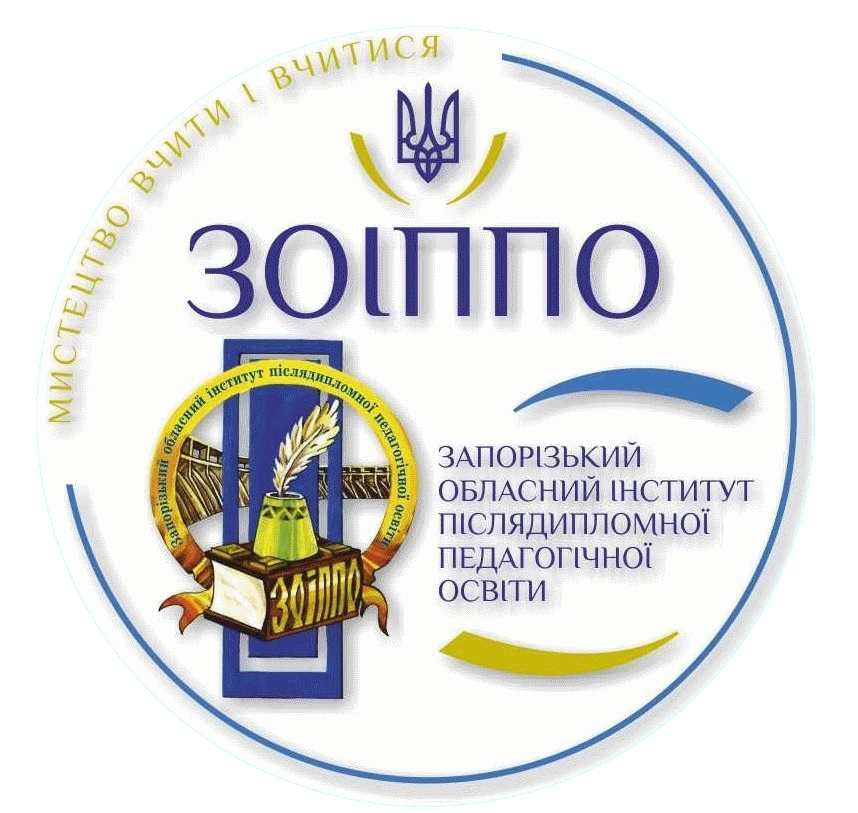 МИСТЕЦТВО ВЧИТИ І ВЧИТИСЯ
ЗОІППО
Запорізький обласний інститут післядипломної педагогічної освіти
ЗОІППО
ЗАПОРІЗЬКИЙ
ОБЛАСНИЙ ІНСТИТУТ
ПІСЛЯДИПЛОМНОЇ
ПЕДАГОГІЧНОЇ
ОСВІТИ